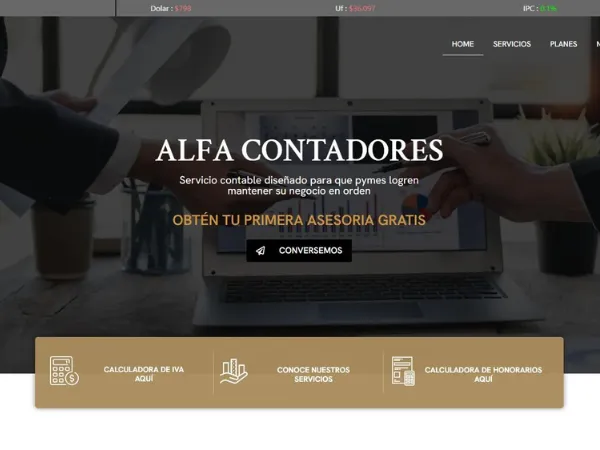 Dolar : $799 Uf : $36.097 IPC : 0.1%
HOME SERVICIOS PLANES N
ALFA CONTADORES
Servicio contable diseñado para que pymes logren
mantener su negocio en orden
OBTÉN TU PRIMERA ASESORIA GRATIS
CONVERSEMOS
CALCULADORA DE IVA
AQUÍ
CONOCE NUESTROS
SERVICIOS
CALCULADORA DE HONORARIOS
AQUÍ